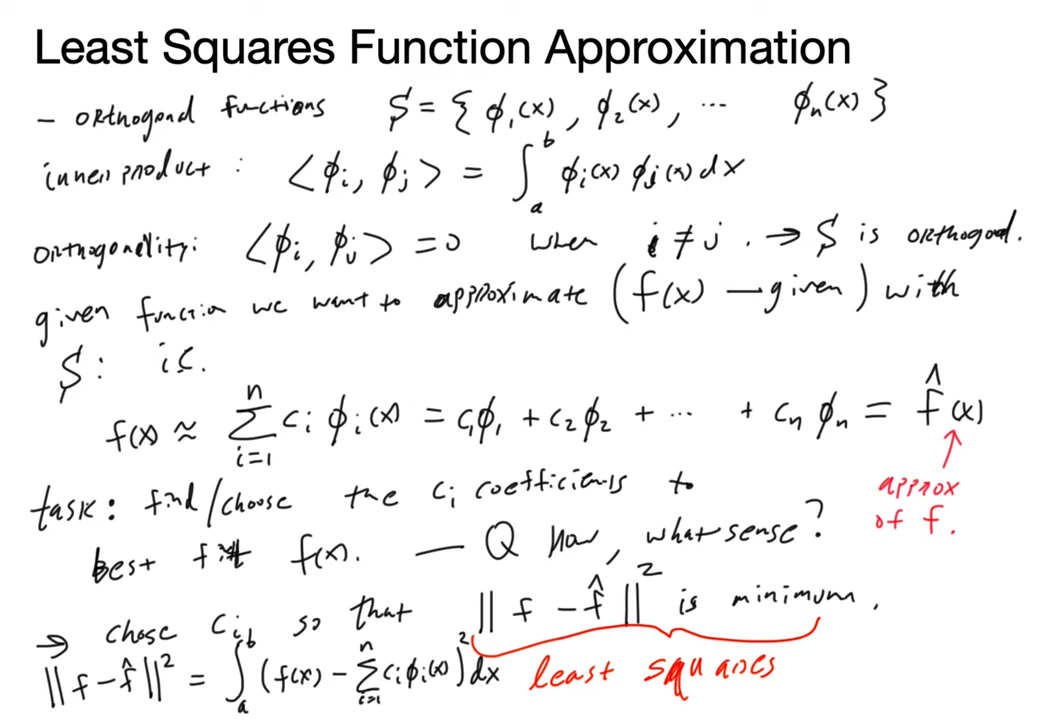 Least Squares Function Approximation
– orthogonal functions $ = { ϕ₁(x), ϕ₂(x), ... ϕₙ(x) }
inner product : < ϕᵢ, ϕⱼ > = ∫ₐᵇ ϕᵢ(x) ϕⱼ(x) dx
orthogonality: <ϕᵢ, ϕⱼ> = 0 when i ≠ j . → $ is orthogonal.
given function we want to approximate (f(x) — given) with
$: ie.
f(x) ≈ ∑ᵢ₌₁ⁿ cᵢ ϕᵢ(x) = c₁ϕ₁ + c₂ϕ₂ + ... + cₙ ϕₙ = f̂(x)
approx
of f.
task: find/choose the cᵢ coefficients to
best fit f(x). — Q how, what sense?
→ chose cᵢ, so that || f – f̂ ||² is minimum.
||f – f̂||² = ∫ₐᵇ (f(x) – ∑ᵢ₌₁ⁿ cᵢϕᵢ(x))² dx least squares